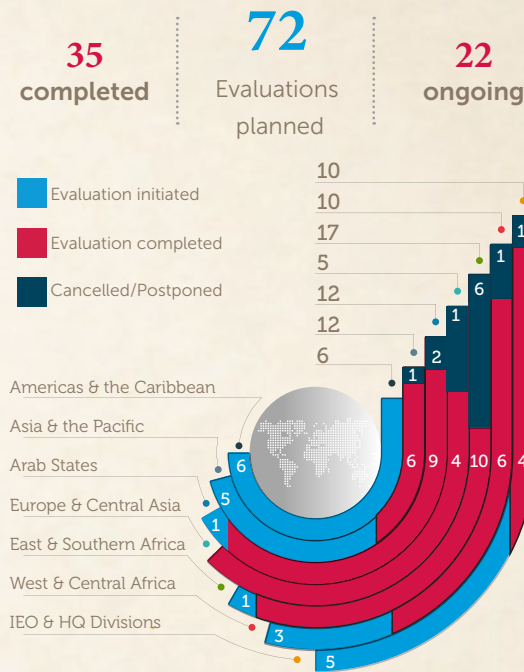 72
35
22
completed
Evaluations
ongoing
planned
10
Evaluation initiated
10
Evaluation completed
17
5
Cancelled/Postponed
12
12
6
1
1
6
1
2
1
Americas & the Caribbean
Asia & the Pacific
Arab States
Europe & Central Asia
East & Southern Africa
West & Central Africa
IEO & HQ Divisions
6
5
1
1
3
5
6
9
4
10
6
4